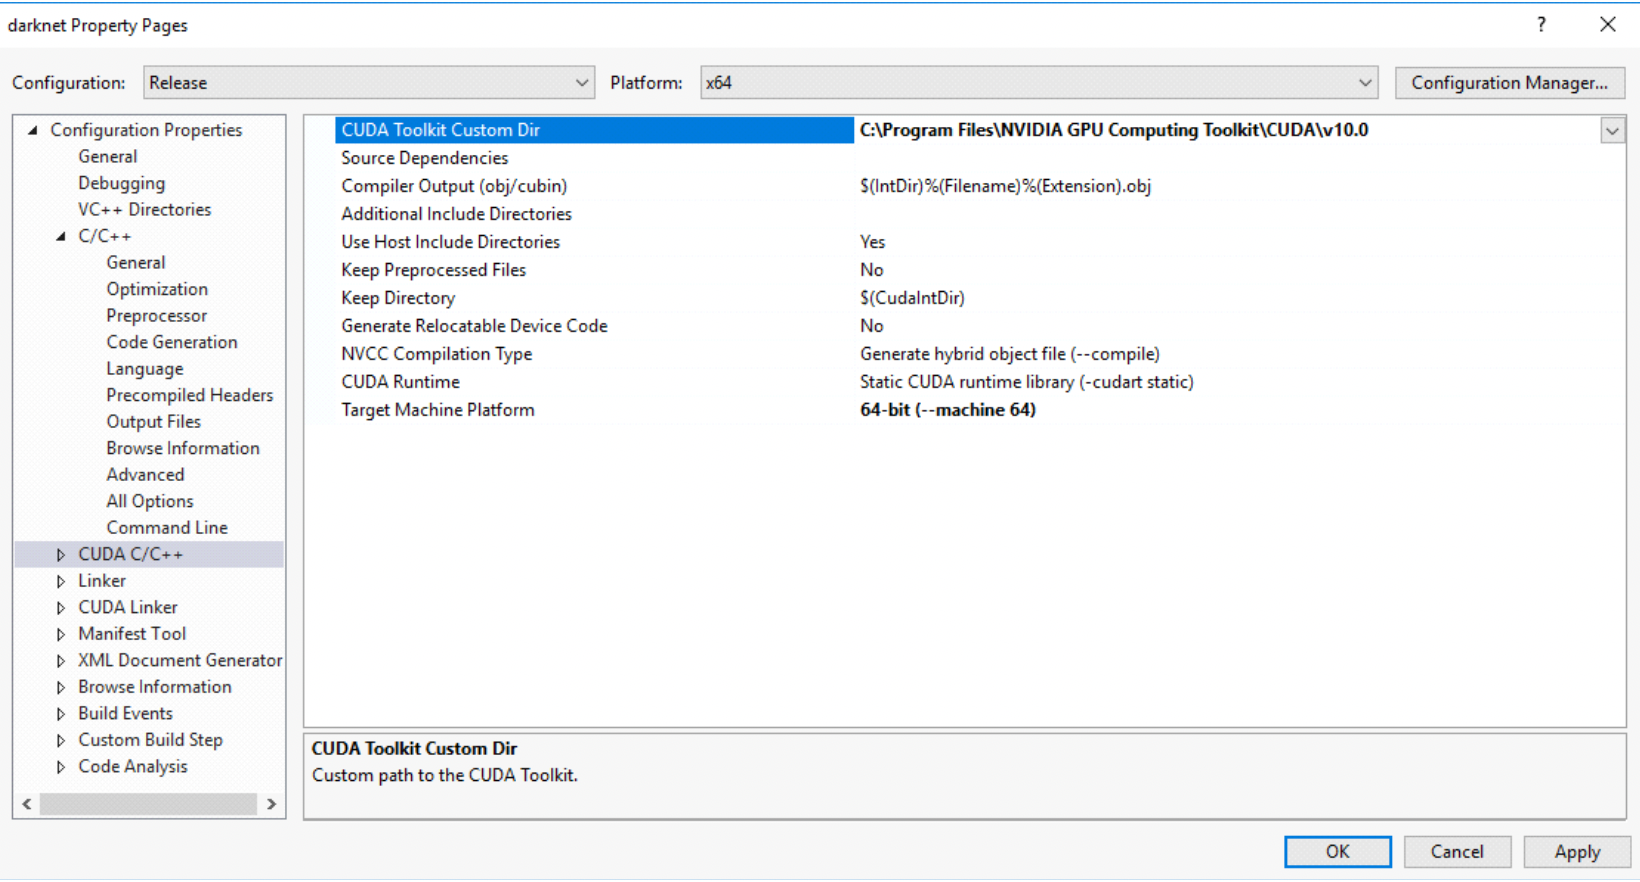 darknet Property Pages ?
Configuration: Release Platform: x64 Configuration Manager...
Configuration Properties
General
Debugging
VC++ Directories
C/C++
General
Optimization
Preprocessor
Code Generation
Language
Precompiled Headers
Output Files
Browse Information
Advanced
All Options
Command Line
CUDA C/C++
Linker
CUDA Linker
Manifest Tool
XML Document Generator
Browse Information
Build Events
Custom Build Step
Code Analysis
CUDA Toolkit Custom Dir C:\Program Files\NVIDIA GPU Computing Toolkit\CUDA\v10.0
Source Dependencies
Compiler Output (obj/cubin) $(IntDir)%(Filename)%(Extension).obj
Additional Include Directories
Use Host Include Directories Yes
Keep Preprocessed Files No
Keep Directory $(CudaIntDir)
Generate Relocatable Device Code No
NVCC Compilation Type Generate hybrid object file (--compile)
CUDA Runtime Static CUDA runtime library (-cudart static)
Target Machine Platform 64-bit (--machine 64)
CUDA Toolkit Custom Dir
Custom path to the CUDA Toolkit.
OK Cancel Apply